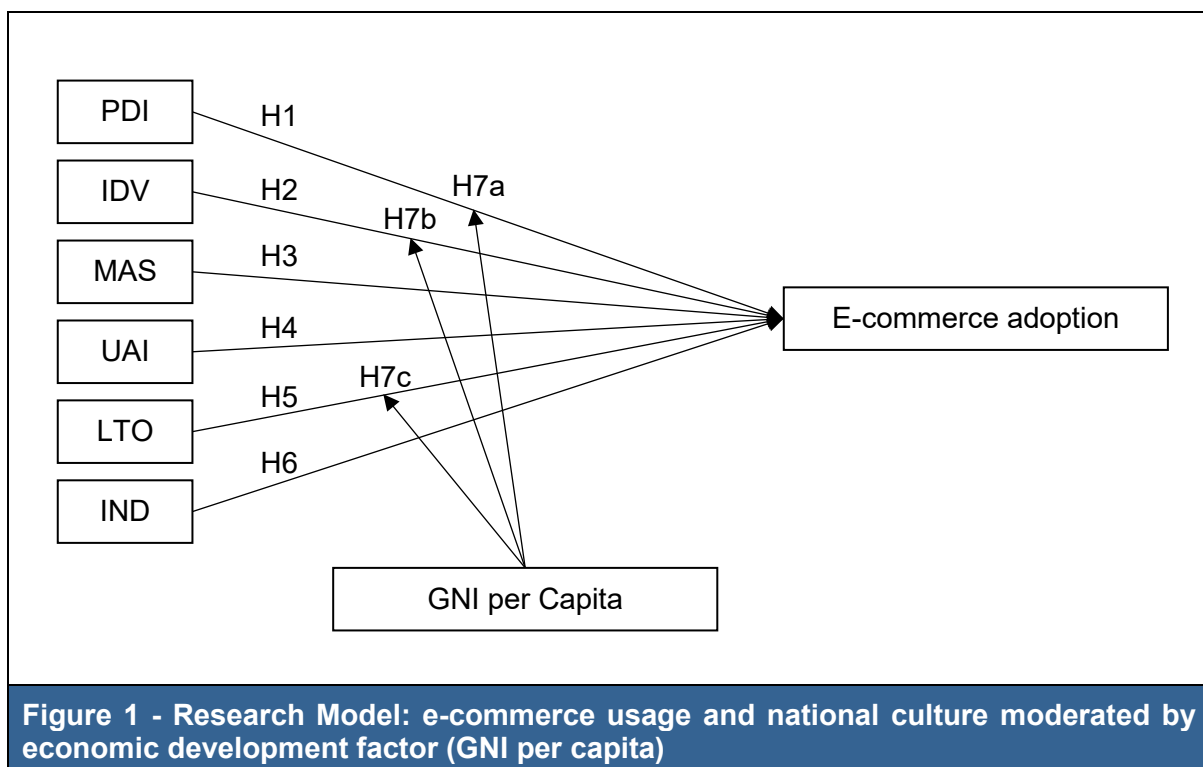 PDI
H1
H7a
IDV
H2
H7b
MAS
H3
E-commerce adoption
UAI
H4
H7c
LTO
H5
H6
IND
GNI per Capita
Figure 1 - Research Model: e-commerce usage and national culture moderated by
economic development factor (GNI per capita)